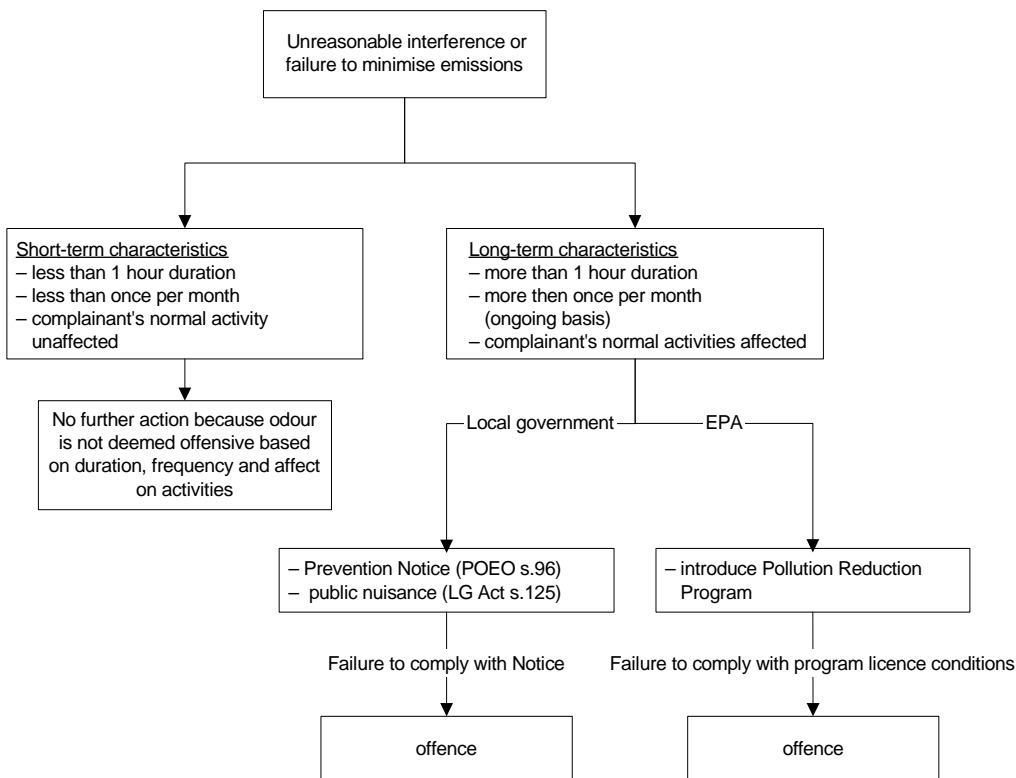 Unreasonable interference or
failure to minimise emissions
Short-term characteristics
– less than 1 hour duration
– less than once per month
– complainant's normal activity
unaffected
Long-term characteristics
– more than 1 hour duration
– more then once per month
(ongoing basis)
– complainant's normal activities affected
No further action because odour
is not deemed offensive based
on duration, frequency and affect
on activities
Local government
EPA
– Prevention Notice (POEO s.96)
– public nuisance (LG Act s.125)
– introduce Pollution Reduction
Program
Failure to comply with Notice
Failure to comply with program licence conditions
offence
offence